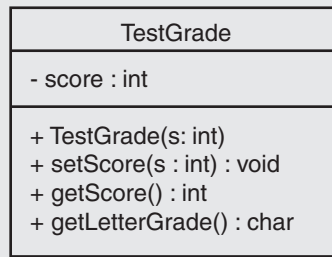 TestGrade
- score : int
+ TestGrade(s: int)
+ setScore(s : int) : void
+ getScore() : int
+ getLetterGrade() : char